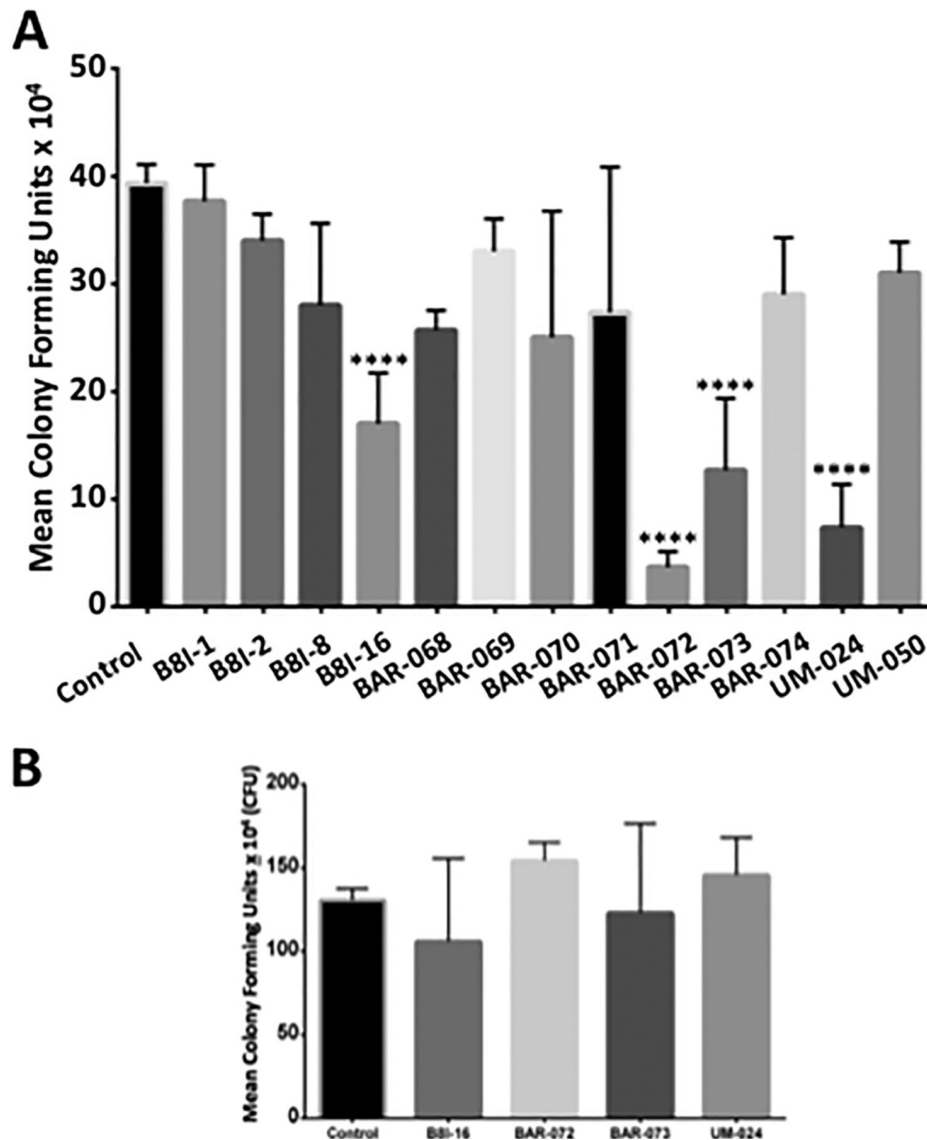 A
Mean Colony Forming Units x 10⁴
50
40
30
20
10
0
****
****
****
****
Control
B8I-1
B8I-2
B8I-8
B8I-16
BAR-068
BAR-069
BAR-070
BAR-071
BAR-072
BAR-073
BAR-074
UM-024
UM-050
B
Mean Colony Forming Units x 10⁴ (CFU)
200
150
100
50
0
Control
B8I-16
BAR-072
BAR-073
UM-024